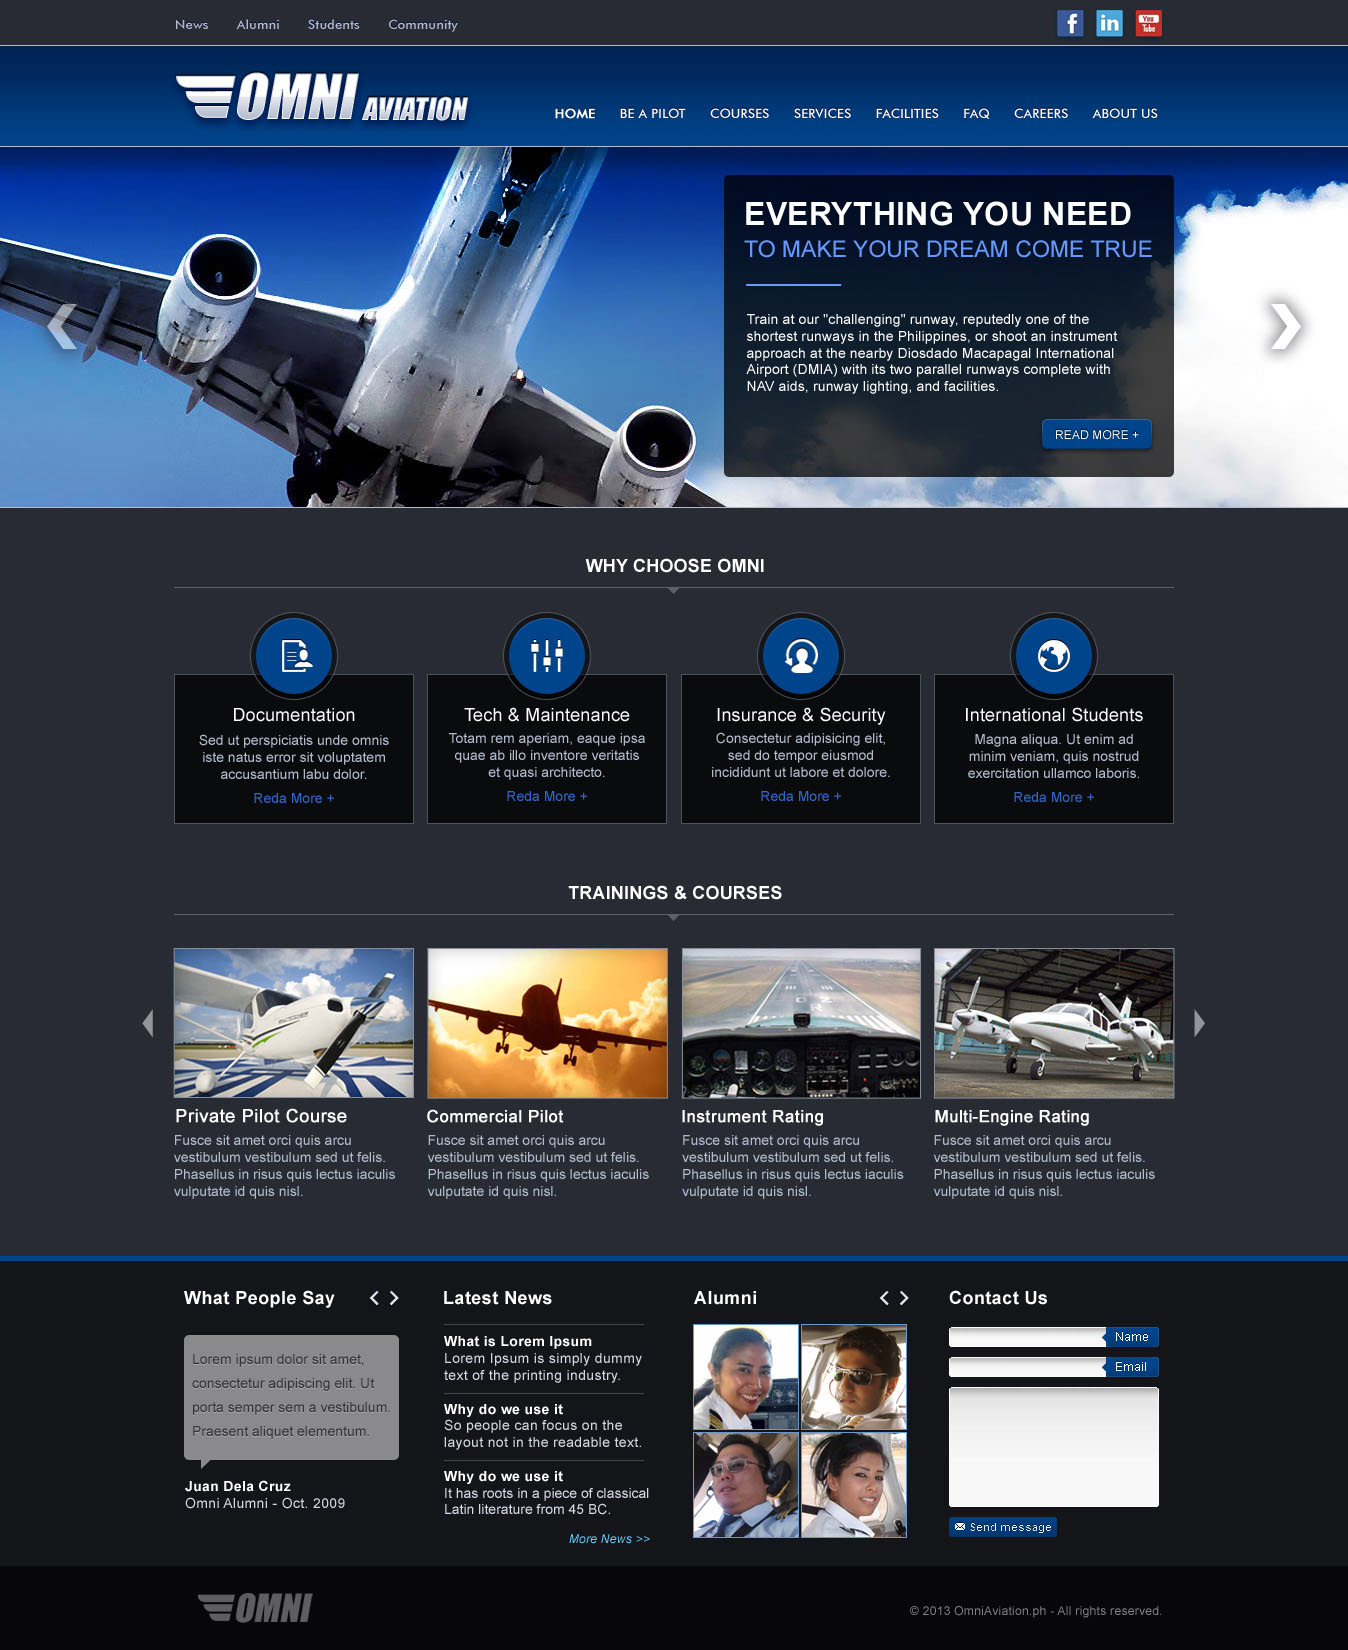 News Alumni Students Community
f in You Tube
OMNI AVIATION
HOME BE A PILOT COURSES SERVICES FACILITIES FAQ CAREERS ABOUT US
EVERYTHING YOU NEED
TO MAKE YOUR DREAM COME TRUE
Train at our "challenging" runway, reputedly one of the
shortest runways in the Philippines, or shoot an instrument
approach at the nearby Diosdado Macapagal International
Airport (DMIA) with its two parallel runways complete with
NAV aids, runway lighting, and facilities.
READ MORE +
WHY CHOOSE OMNI
Documentation
Sed ut perspiciatis unde omnis
iste natus error sit voluptatem
accusantium labu dolor.
Reda More +
Tech & Maintenance
Totam rem aperiam, eaque ipsa
quae ab illo inventore veritatis
et quasi architecto.
Reda More +
Insurance & Security
Consectetur adipisicing elit,
sed do tempor eiusmod
incididunt ut labore et dolore.
Reda More +
International Students
Magna aliqua. Ut enim ad
minim veniam, quis nostrud
exercitation ullamco laboris.
Reda More +
TRAININGS & COURSES
Private Pilot Course
Fusce sit amet orci quis arcu
vestibulum vestibulum sed ut felis.
Phasellus in risus quis lectus iaculis
vulputate id quis nisl.
Commercial Pilot
Fusce sit amet orci quis arcu
vestibulum vestibulum sed ut felis.
Phasellus in risus quis lectus iaculis
vulputate id quis nisl.
Instrument Rating
Fusce sit amet orci quis arcu
vestibulum vestibulum sed ut felis.
Phasellus in risus quis lectus iaculis
vulputate id quis nisl.
Multi-Engine Rating
Fusce sit amet orci quis arcu
vestibulum vestibulum sed ut felis.
Phasellus in risus quis lectus iaculis
vulputate id quis nisl.
What People Say
Lorem ipsum dolor sit amet,
consectetur adipiscing elit. Ut
porta semper sem a vestibulum.
Praesent aliquet elementum.
Juan Dela Cruz
Omni Alumni - Oct. 2009
Latest News
What is Lorem Ipsum
Lorem Ipsum is simply dummy
text of the printing industry.
Why do we use it
So people can focus on the
layout not in the readable text.
Why do we use it
It has roots in a piece of classical
Latin literature from 45 BC.
More News >>
Alumni
Contact Us
Name
Email
Send message
OMNI
© 2013 OmniAviation.ph - All rights reserved.